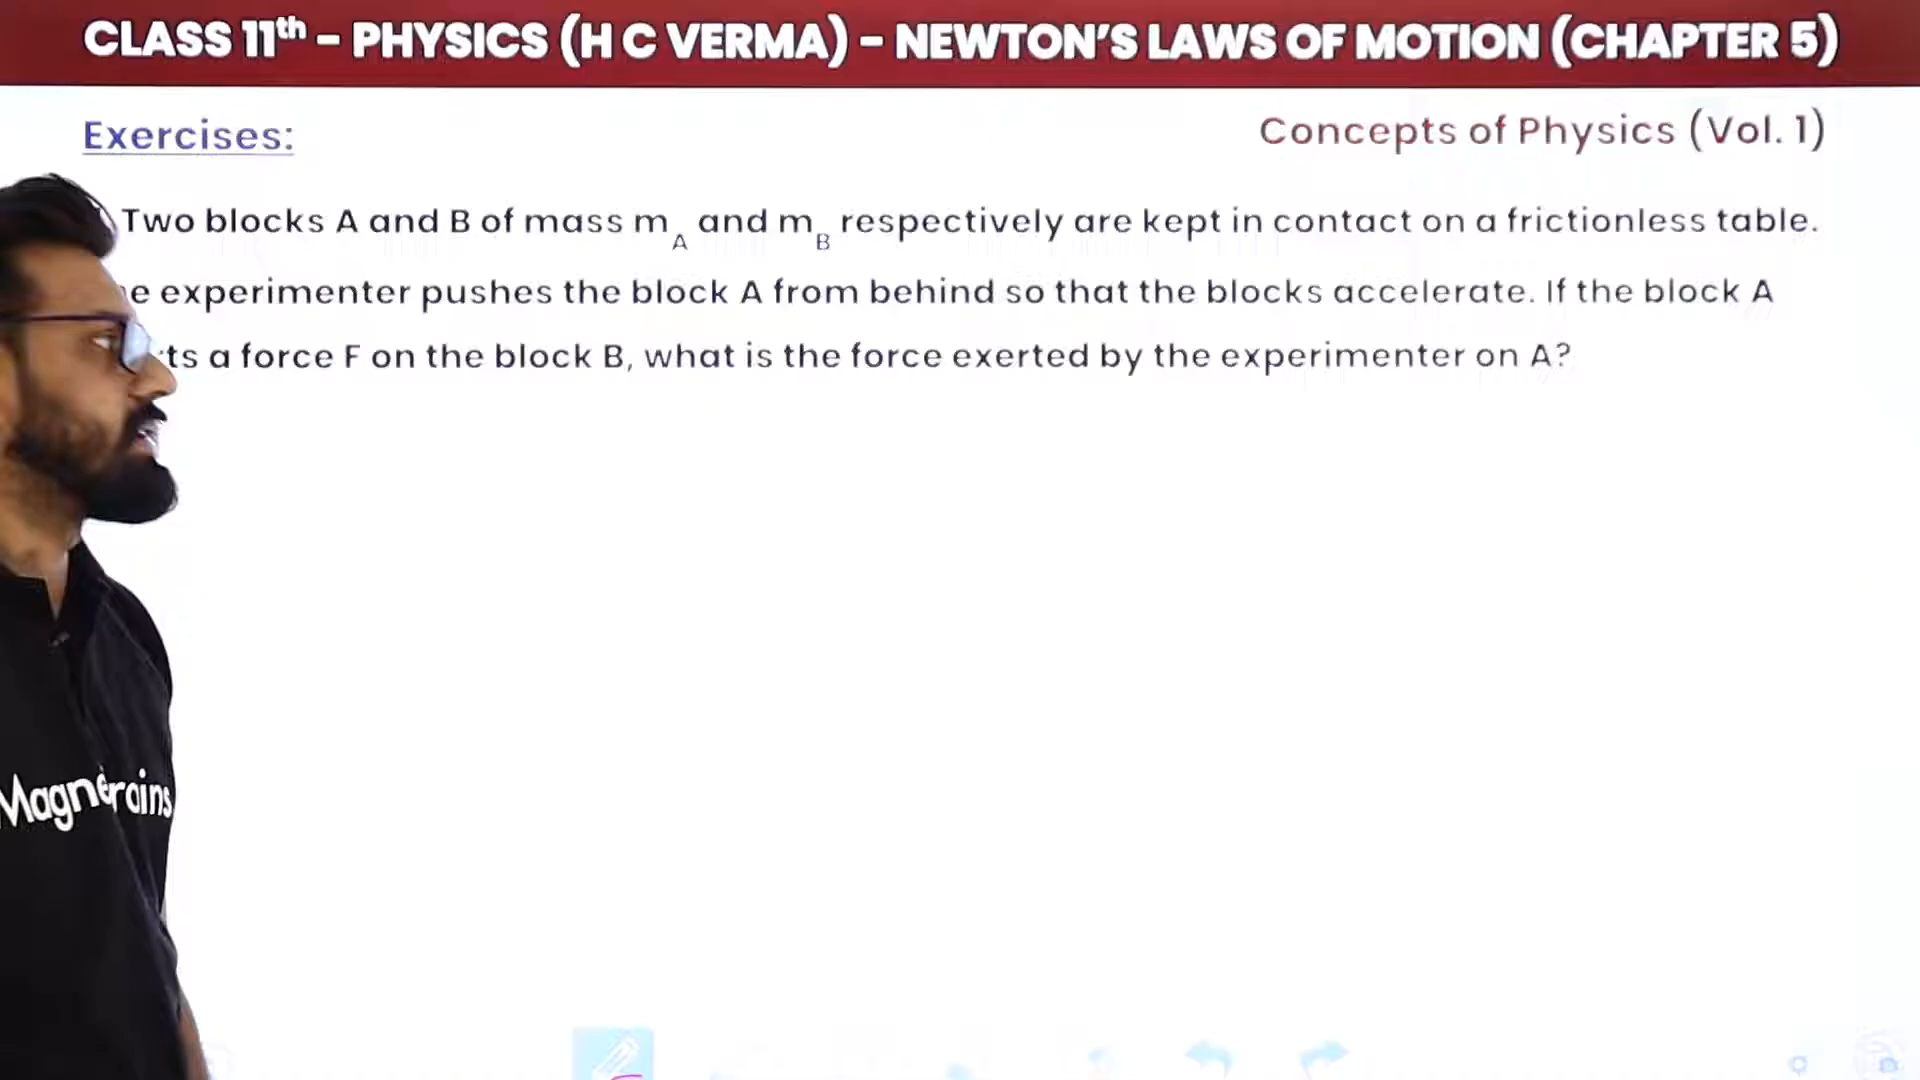 CLASS 11th – PHYSICS (H C VERMA) – NEWTON'S LAWS OF MOTION (CHAPTER 5)
Exercises:
Concepts of Physics (Vol. 1)
Two blocks A and B of mass mA and mB respectively are kept in contact on a frictionless table.
experimenter pushes the block A from behind so that the blocks accelerate. If the block A
a force F on the block B, what is the force exerted by the experimenter on A?